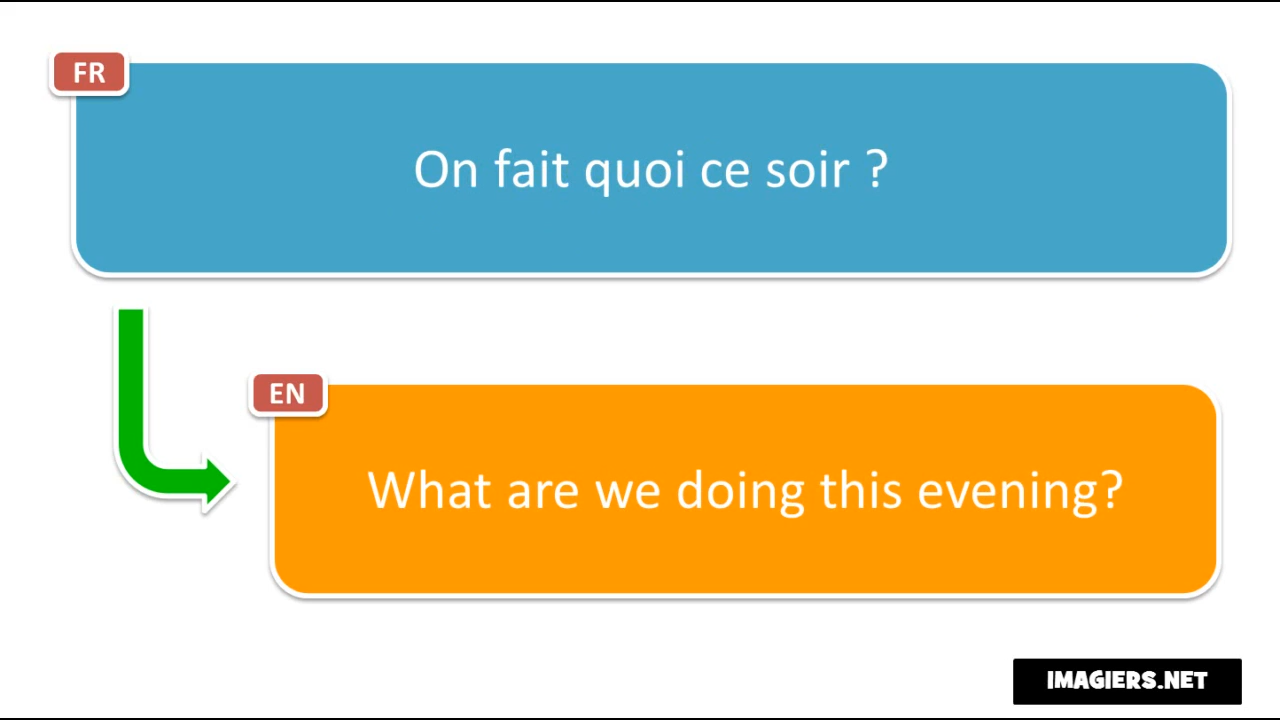 FR
On fait quoi ce soir ?
EN
What are we doing this evening?
IMAGIERS.NET